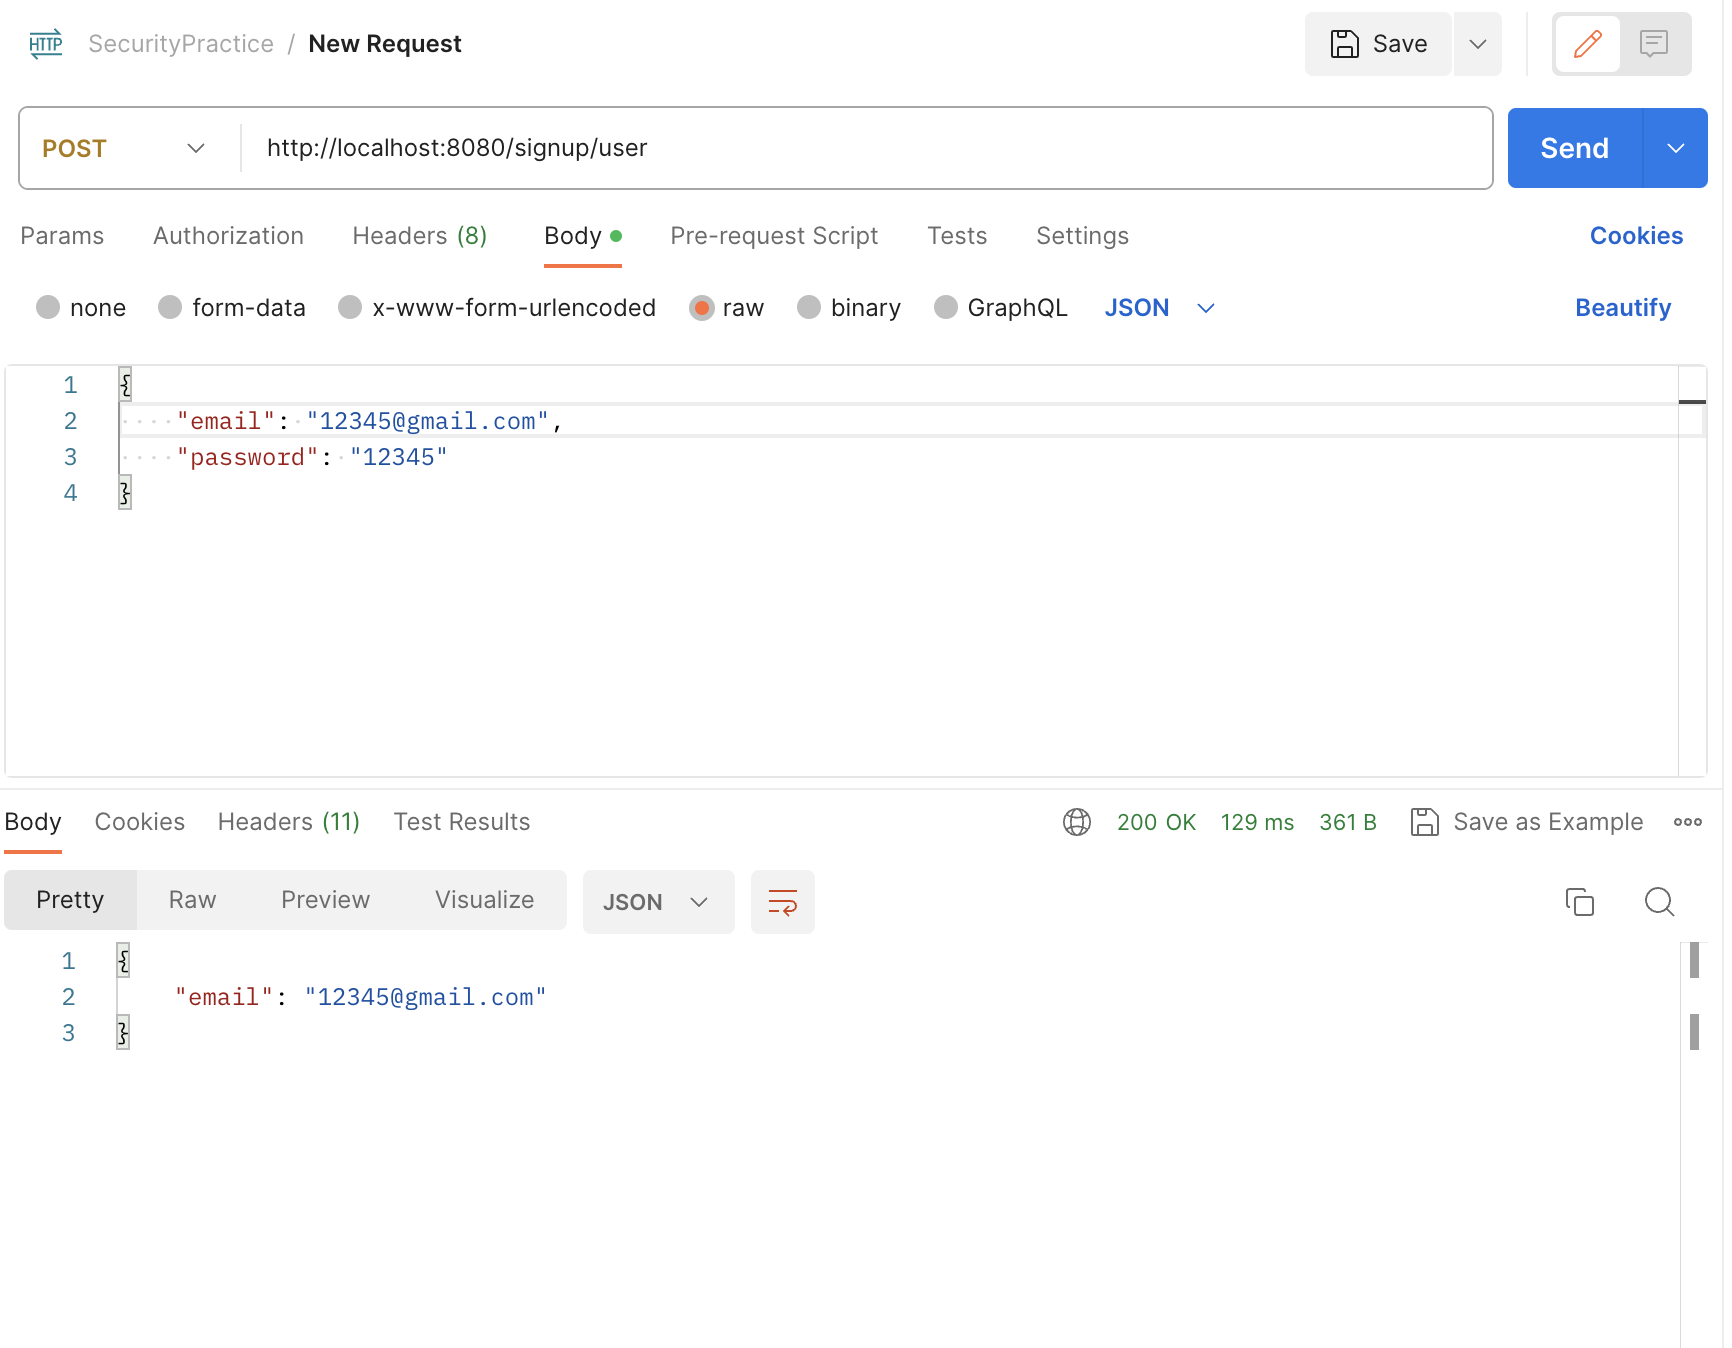 HTTP SecurityPractice / New Request Save
POST http://localhost:8080/signup/user Send
Params Authorization Headers (8) Body Pre-request Script Tests Settings Cookies
none form-data x-www-form-urlencoded raw binary GraphQL JSON Beautify
1 {
2 ····"email":·"12345@gmail.com",
3 ····"password":·"12345"
4 }
Body Cookies Headers (11) Test Results 200 OK 129 ms 361 B Save as Example
Pretty Raw Preview Visualize JSON
1 {
2 "email": "12345@gmail.com"
3 }